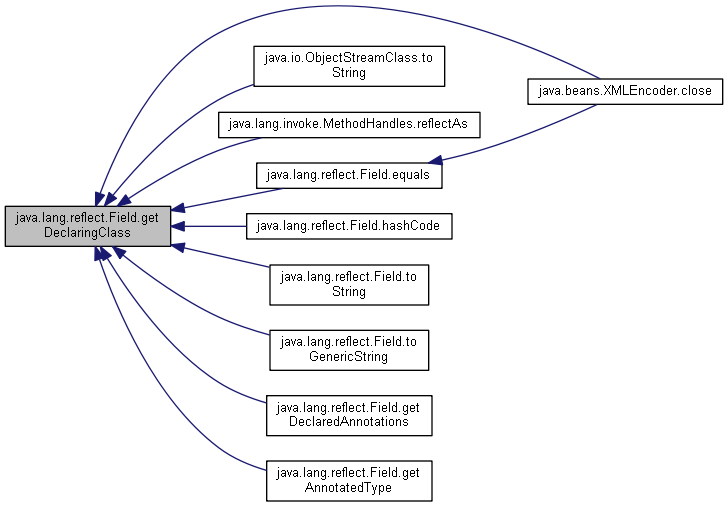 java.io.ObjectStreamClass.to
String
java.beans.XMLEncoder.close
java.lang.invoke.MethodHandles.reflectAs
java.lang.reflect.Field.equals
java.lang.reflect.Field.get
DeclaringClass
java.lang.reflect.Field.hashCode
java.lang.reflect.Field.to
String
java.lang.reflect.Field.to
GenericString
java.lang.reflect.Field.get
DeclaredAnnotations
java.lang.reflect.Field.get
AnnotatedType